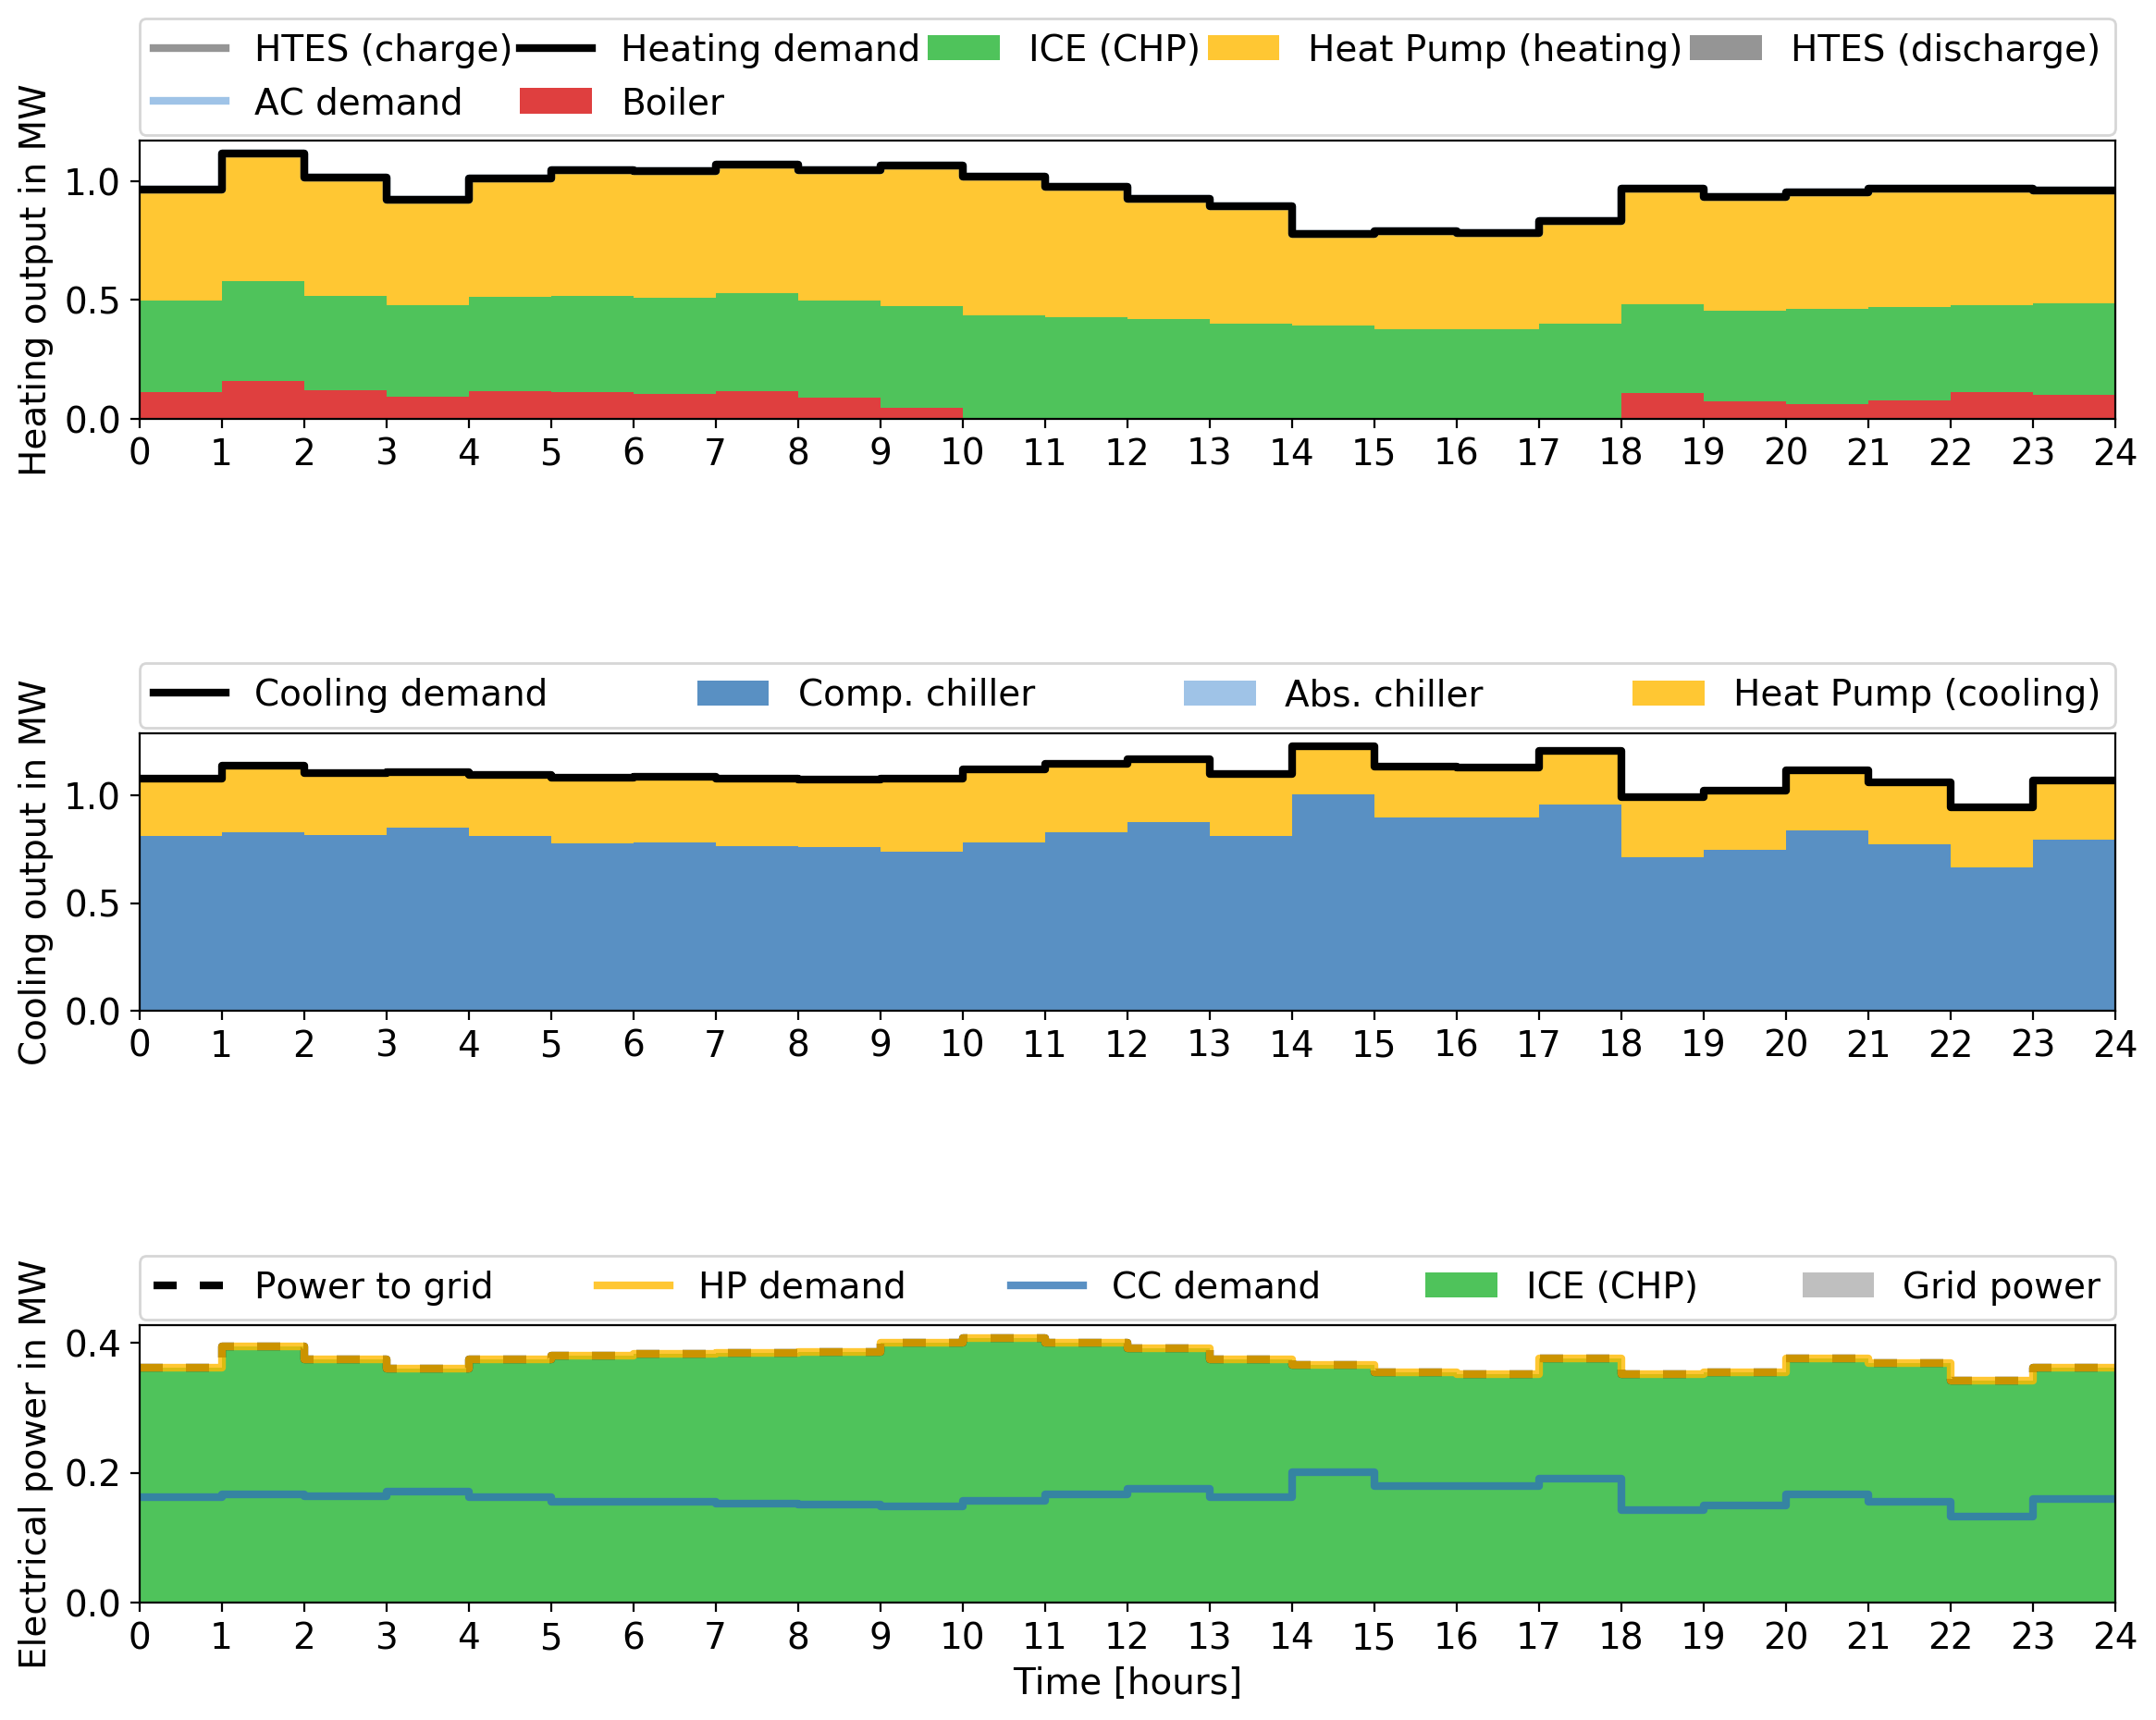 HTES (charge) Heating demand ICE (CHP) Heat Pump (heating) HTES (discharge)
AC demand Boiler
Heating output in MW
1.0
0.5
0.0
0 1 2 3 4 5 6 7 8 9 10 11 12 13 14 15 16 17 18 19 20 21 22 23 24
Cooling demand Comp. chiller Abs. chiller Heat Pump (cooling)
Cooling output in MW
1.0
0.5
0.0
0 1 2 3 4 5 6 7 8 9 10 11 12 13 14 15 16 17 18 19 20 21 22 23 24
Power to grid HP demand CC demand ICE (CHP) Grid power
Electrical power in MW
0.4
0.2
0.0
0 1 2 3 4 5 6 7 8 9 10 11 12 13 14 15 16 17 18 19 20 21 22 23 24
Time [hours]